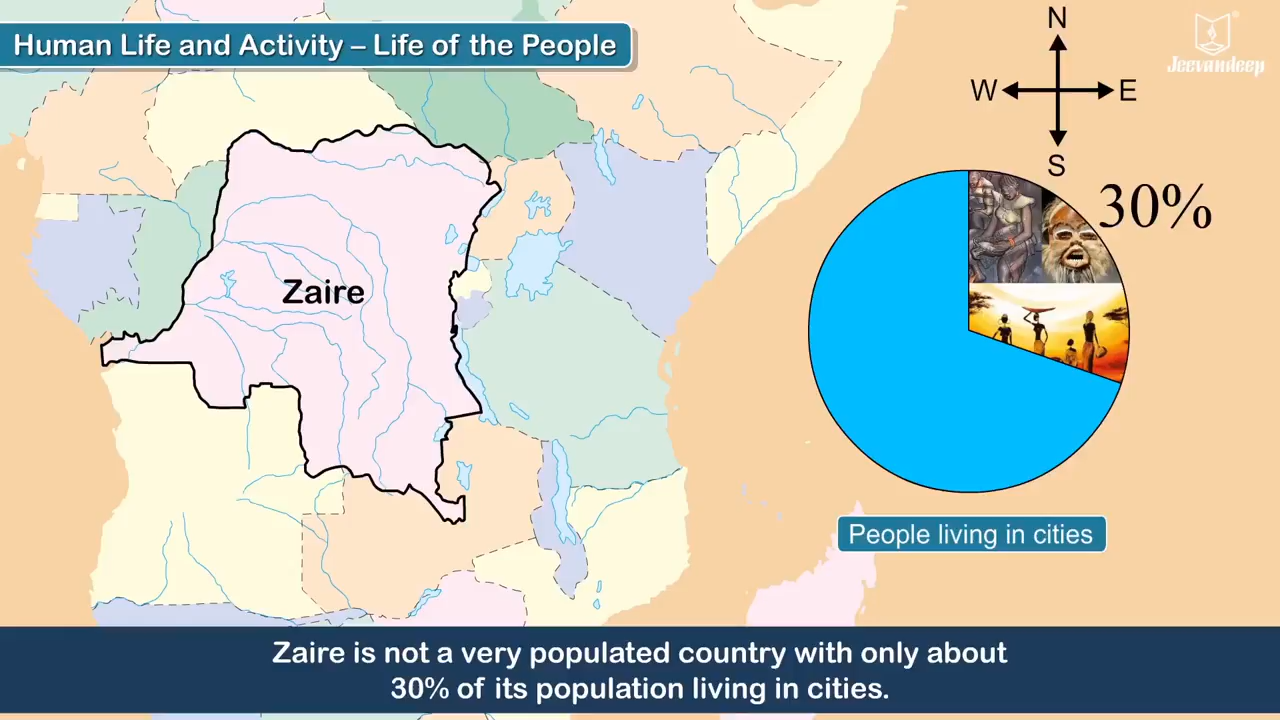 Human Life and Activity – Life of the People
N
W E
S
Jeevandeep
30%
Zaire
People living in cities
Zaire is not a very populated country with only about
30% of its population living in cities.